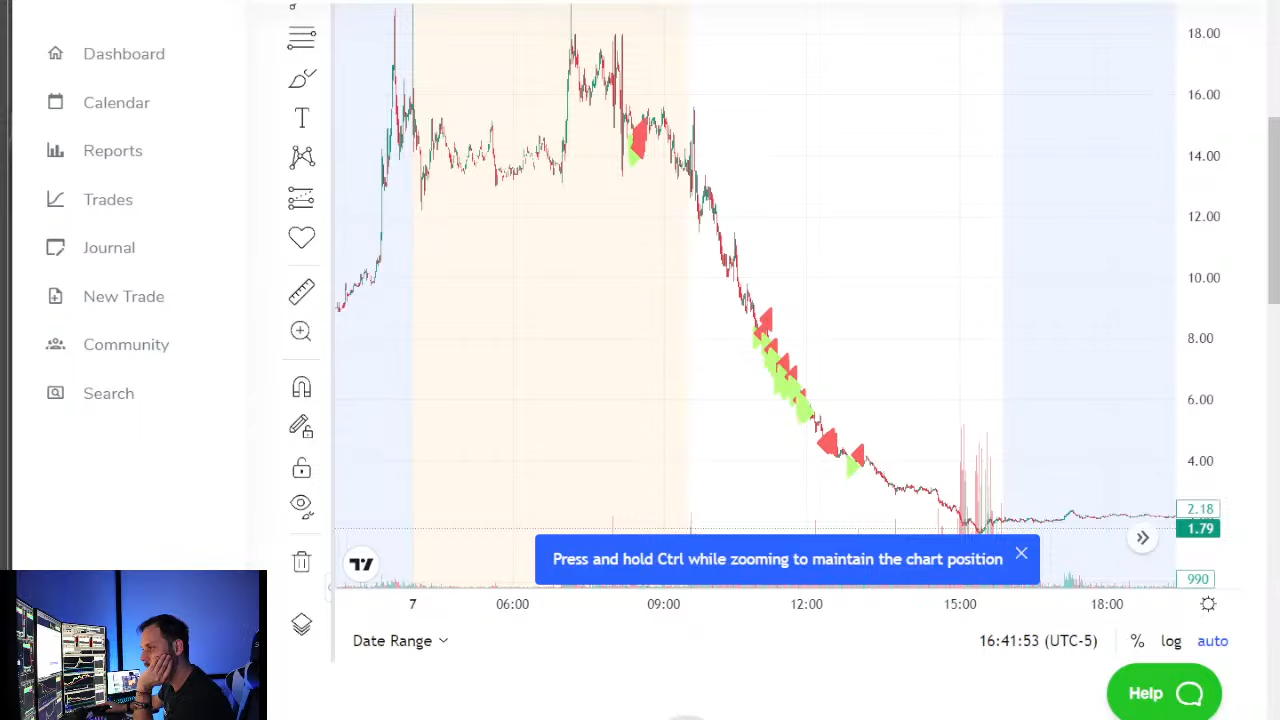 Dashboard
Calendar
Reports
Trades
Journal
New Trade
Community
Search
18.00
16.00
14.00
12.00
10.00
8.00
6.00
4.00
2.18
1.79
990
Press and hold Ctrl while zooming to maintain the chart position
7 06:00 09:00 12:00 15:00 18:00
Date Range 16:41:53 (UTC-5) % log auto
Help